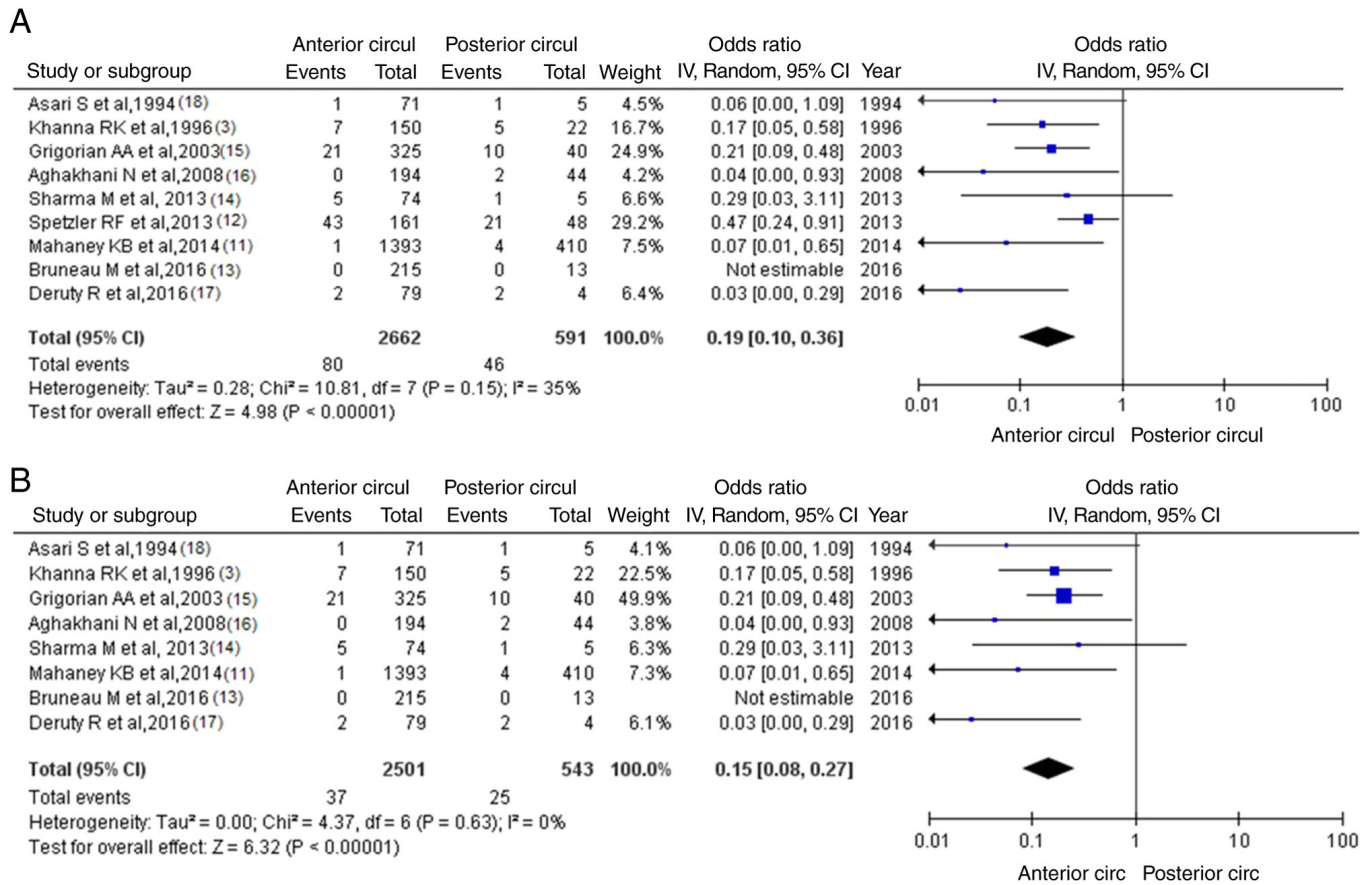 A
Anterior circul Posterior circul Odds ratio Odds ratio
Study or subgroup Events Total Events Total Weight IV, Random, 95% CI Year IV, Random, 95% CI
Asari S et al,1994 (18) 1 71 1 5 4.5% 0.06 [0.00, 1.09] 1994
Khanna RK et al,1996 (3) 7 150 5 22 16.7% 0.17 [0.05, 0.58] 1996
Grigorian AA et al,2003(15) 21 325 10 40 24.9% 0.21 [0.09, 0.48] 2003
Aghakhani N et al,2008 (16) 0 194 2 44 4.2% 0.04 [0.00, 0.93] 2008
Sharma M et al, 2013 (14) 5 74 1 5 6.6% 0.29 [0.03, 3.11] 2013
Spetzler RF et al,2013 (12) 43 161 21 48 29.2% 0.47 [0.24, 0.91] 2013
Mahaney KB et al,2014 (11) 1 1393 4 410 7.5% 0.07 [0.01, 0.65] 2014
Bruneau M et al,2016 (13) 0 215 0 13 Not estimable 2016
Deruty R et al,2016 (17) 2 79 2 4 6.4% 0.03 [0.00, 0.29] 2016
Total (95% CI) 2662 591 100.0% 0.19 [0.10, 0.36]
Total events 80 46
Heterogeneity: Tau² = 0.28; Chi² = 10.81, df = 7 (P = 0.15); I² = 35%
Test for overall effect: Z = 4.98 (P < 0.00001)
0.01 0.1 1 10 100
Anterior circul Posterior circul
B
Anterior circul Posterior circul Odds ratio Odds ratio
Study or subgroup Events Total Events Total Weight IV, Random, 95% CI Year IV, Random, 95% CI
Asari S et al,1994 (18) 1 71 1 5 4.1% 0.06 [0.00, 1.09] 1994
Khanna RK et al,1996 (3) 7 150 5 22 22.5% 0.17 [0.05, 0.58] 1996
Grigorian AA et al,2003 (15) 21 325 10 40 49.9% 0.21 [0.09, 0.48] 2003
Aghakhani N et al,2008 (16) 0 194 2 44 3.8% 0.04 [0.00, 0.93] 2008
Sharma M et al, 2013 (14) 5 74 1 5 6.3% 0.29 [0.03, 3.11] 2013
Mahaney KB et al,2014 (11) 1 1393 4 410 7.3% 0.07 [0.01, 0.65] 2014
Bruneau M et al,2016 (13) 0 215 0 13 Not estimable 2016
Deruty R et al,2016 (17) 2 79 2 4 6.1% 0.03 [0.00, 0.29] 2016
Total (95% CI) 2501 543 100.0% 0.15 [0.08, 0.27]
Total events 37 25
Heterogeneity: Tau² = 0.00; Chi² = 4.37, df = 6 (P = 0.63); I² = 0%
Test for overall effect: Z = 6.32 (P < 0.00001)
0.01 0.1 1 10 100
Anterior circ Posterior circ